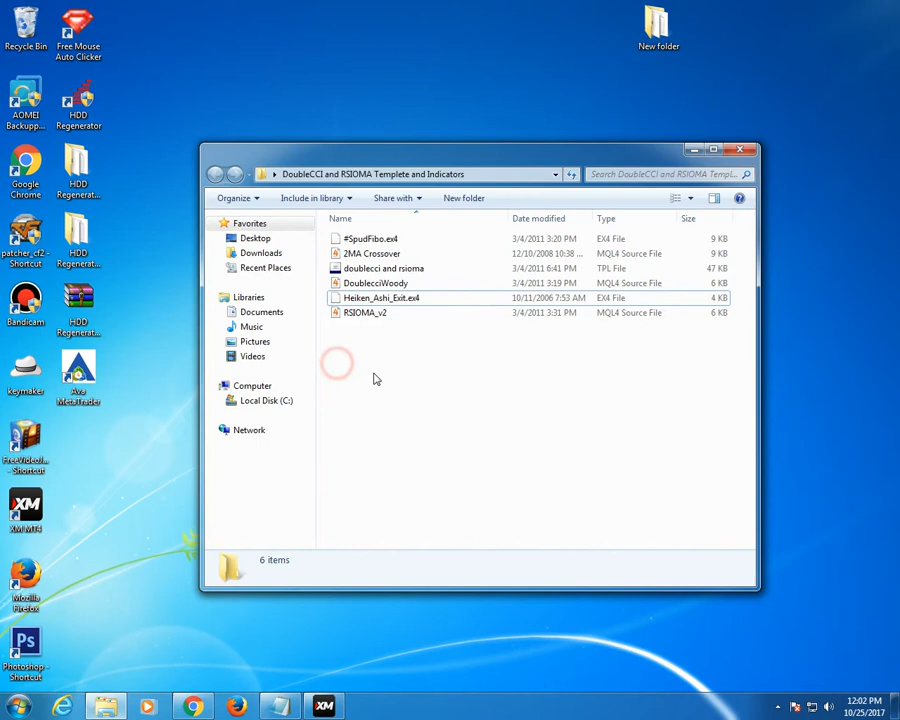 Recycle Bin
Free Mouse
Auto Clicker
New folder
AOMEI
Backupp...
HDD
Regenerator
Google
Chrome
HDD
Regenerat...
patcher_cf2 -
Shortcut
HDD
Regenerat...
Bandicam
HDD
Regenerat...
keymaker
Ava
MetaTrader
FreeVideoJ...
- Shortcut
XM
XM MT4
Mozilla
Firefox
Ps
Photoshop -
Shortcut
DoubleCCI and RSIOMA Templete and Indicators
Search DoubleCCI and RSIOMA Templ...
Organize
Include in library
Share with
New folder
Favorites
Desktop
Downloads
Recent Places
Libraries
Documents
Music
Pictures
Videos
Computer
Local Disk (C:)
Network
Name Date modified Type Size
#SpudFibo.ex4 3/4/2011 3:20 PM EX4 File 9 KB
2MA Crossover 12/10/2008 10:38 ... MQL4 Source File 6 KB
doublecci and rsioma 3/4/2011 6:41 PM TPL File 47 KB
DoublecciWoody 3/4/2011 3:19 PM MQL4 Source File 6 KB
Heiken_Ashi_Exit.ex4 10/11/2006 7:53 AM EX4 File 4 KB
RSIOMA_v2 3/4/2011 3:31 PM MQL4 Source File 6 KB
6 items
XM
12:02 PM
10/25/2017